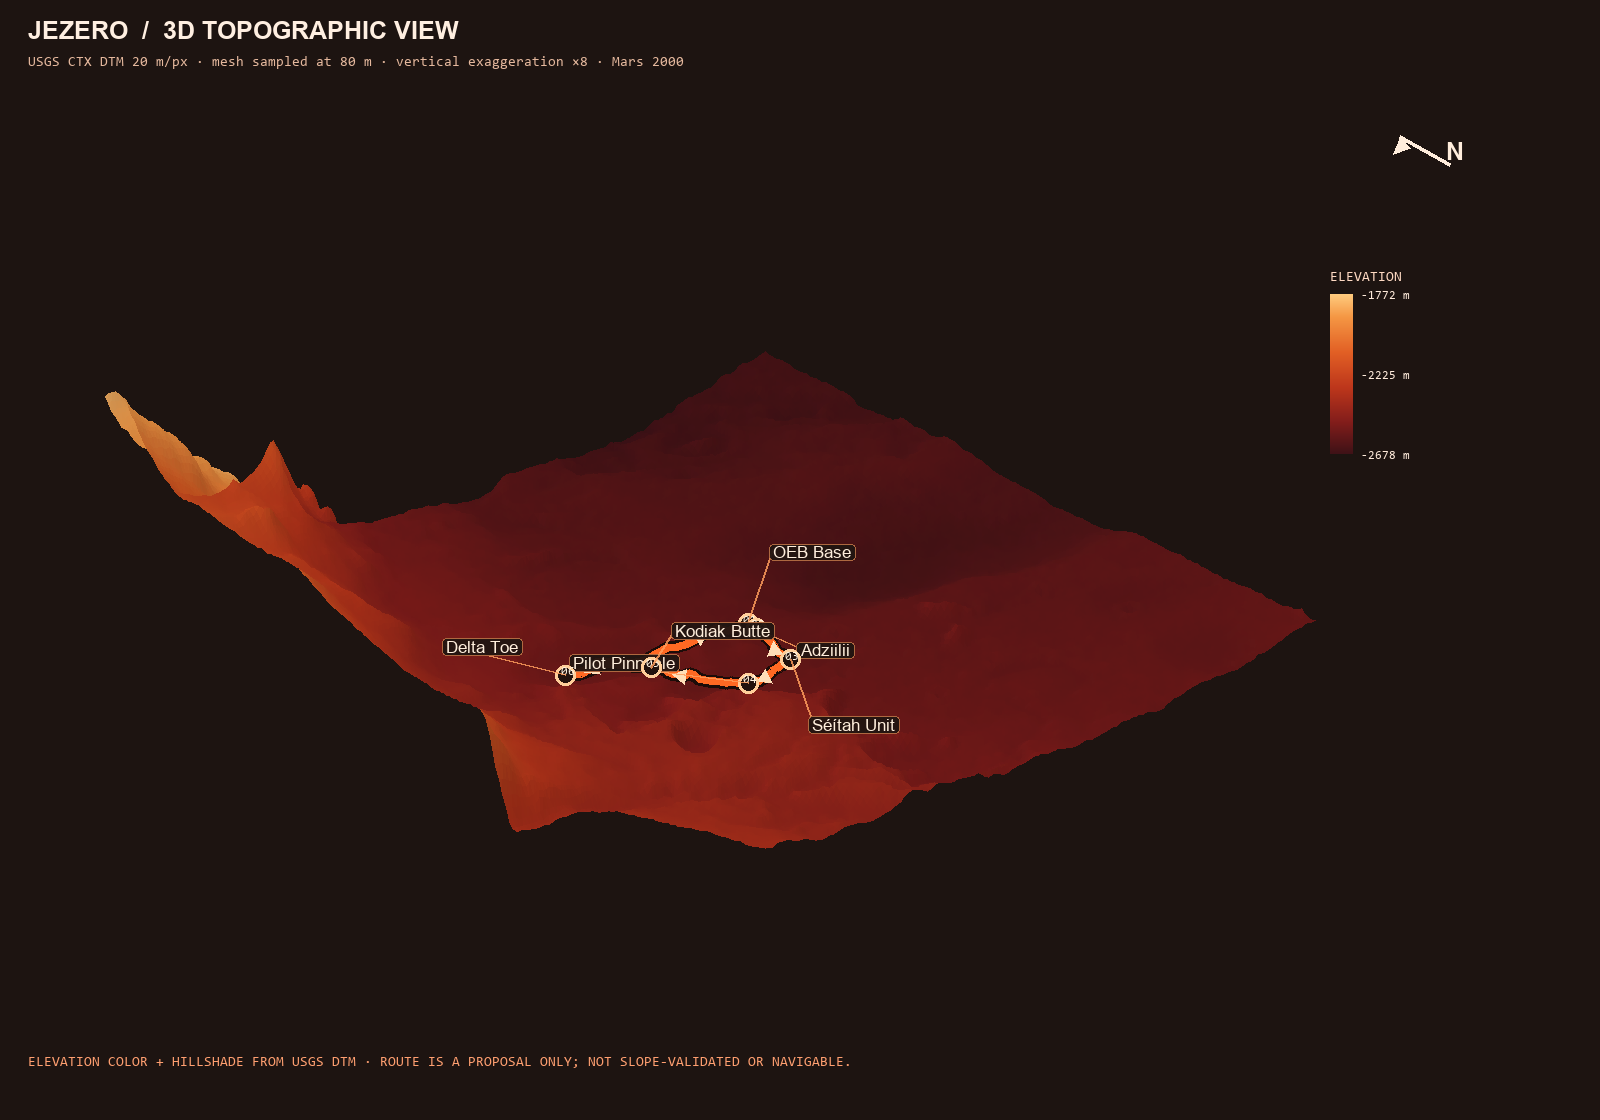 JEZERO / 3D TOPOGRAPHIC VIEW
USGS CTX DTM 20 m/px · mesh sampled at 80 m · vertical exaggeration ×8 · Mars 2000
N
ELEVATION
-1772 m
-2225 m
-2678 m
OEB Base
Kodiak Butte
Delta Toe
Adziilii
03
04
Séítah Unit
ELEVATION COLOR + HILLSHADE FROM USGS DTM · ROUTE IS A PROPOSAL ONLY; NOT SLOPE-VALIDATED OR NAVIGABLE.